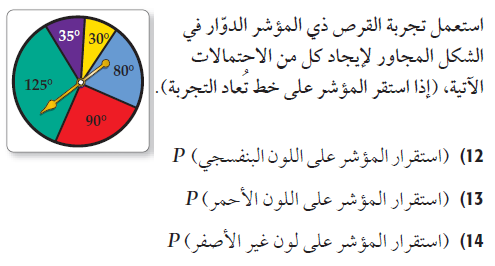 استعمل تجربة القرص ذي المؤشر الدوّار في
الشكل المجاور لإيجاد كل من الاحتمالات
الآتية، (إذا استقر المؤشر على خط تُعاد التجربة).
35°
30°
80°
125°
90°
12) P (استقرار المؤشر على اللون البنفسجي)
13) P (استقرار المؤشر على اللون الأحمر)
14) P (استقرار المؤشر على لون غير الأصفر)